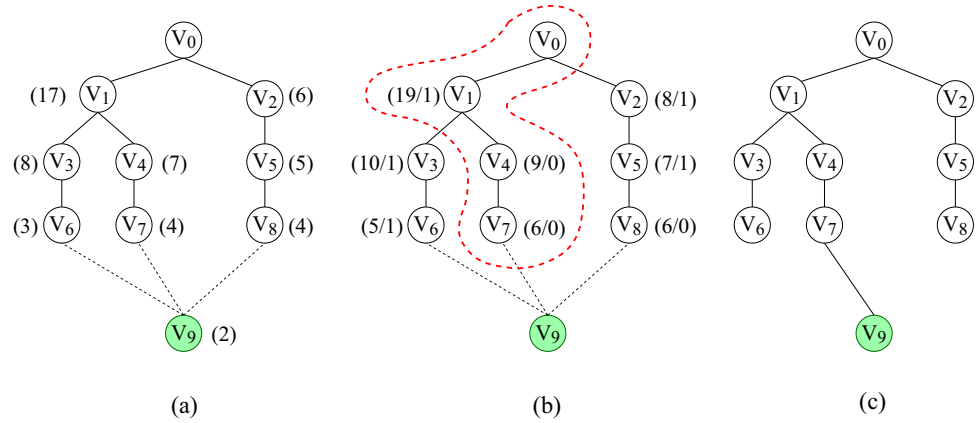 V0 V0 V0
(17) V1 V2 (6) (19/1) V1 V2 (8/1) V1 V2
(8) V3 V4 (7) V5 (5) (10/1) V3 V4 (9/0) V5 (7/1) V3 V4 V5
(3) V6 V7 (4) V8 (4) (5/1) V6 V7 (6/0) V8 (6/0) V6 V7 V8
V9 (2) V9 V9
(a) (b) (c)